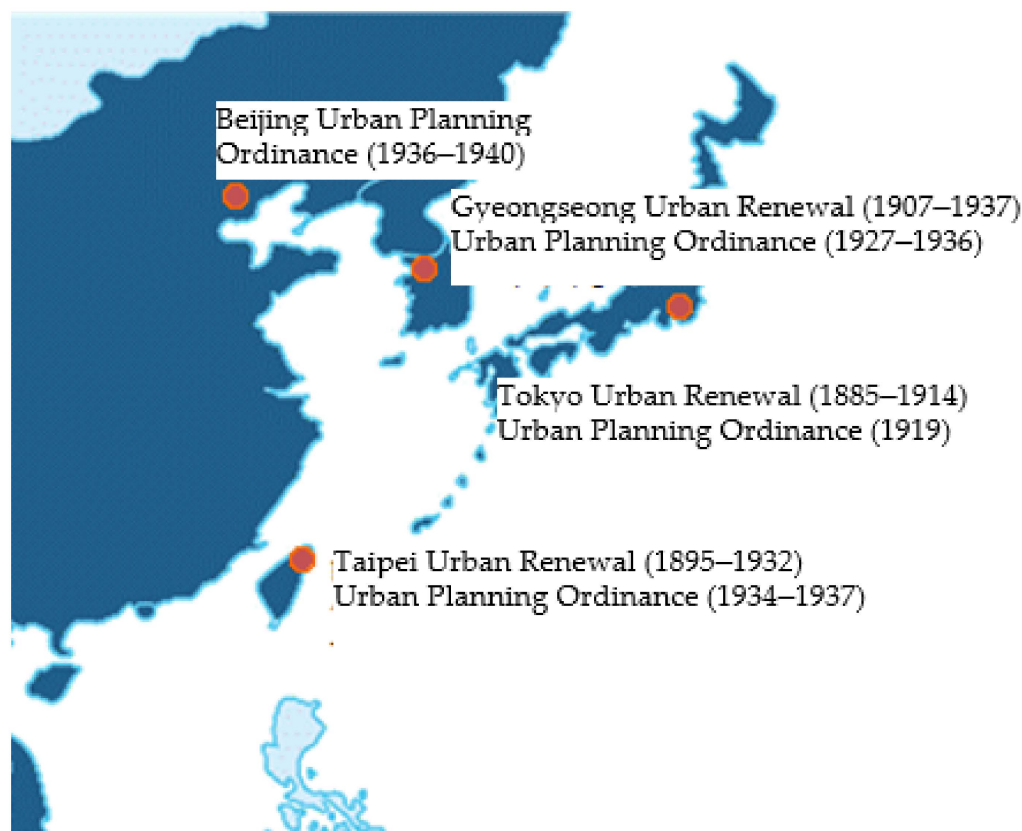 Beijing Urban Planning
Ordinance (1936–1940)
Gyeongseong Urban Renewal (1907–1937)
Urban Planning Ordinance (1927–1936)
Tokyo Urban Renewal (1885–1914)
Urban Planning Ordinance (1919)
Taipei Urban Renewal (1895–1932)
Urban Planning Ordinance (1934–1937)